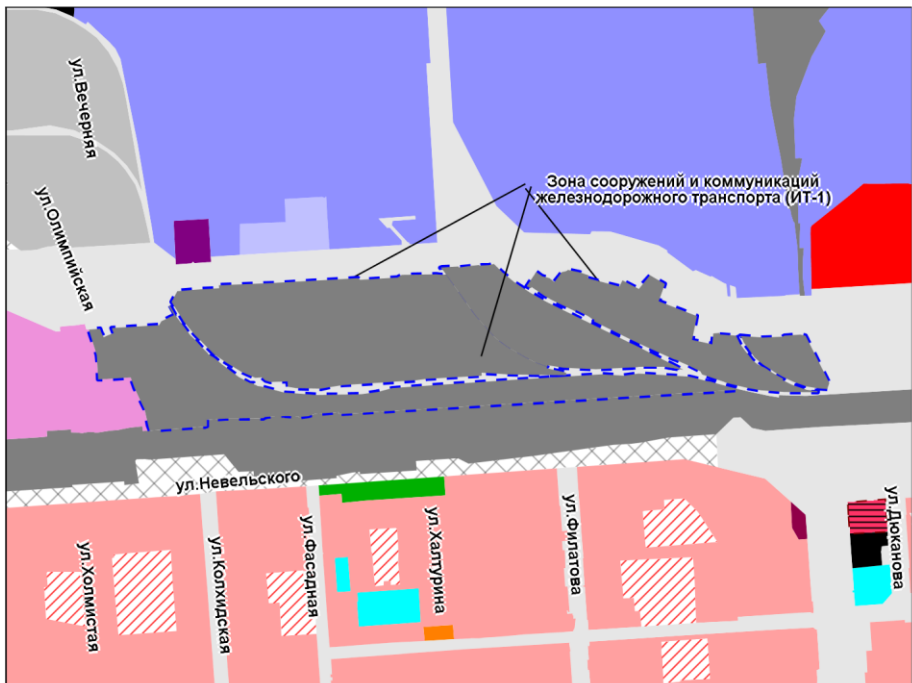 ул.Вечерняя
Зона сооружений и коммуникаций
железнодорожного транспорта (ИТ-1)
ул.Олимпийская
ул.Невельского
ул.Холмистая
ул.Колхидская
ул.Фасадная
ул.Халтурина
ул.Филатова
ул.Дюканова